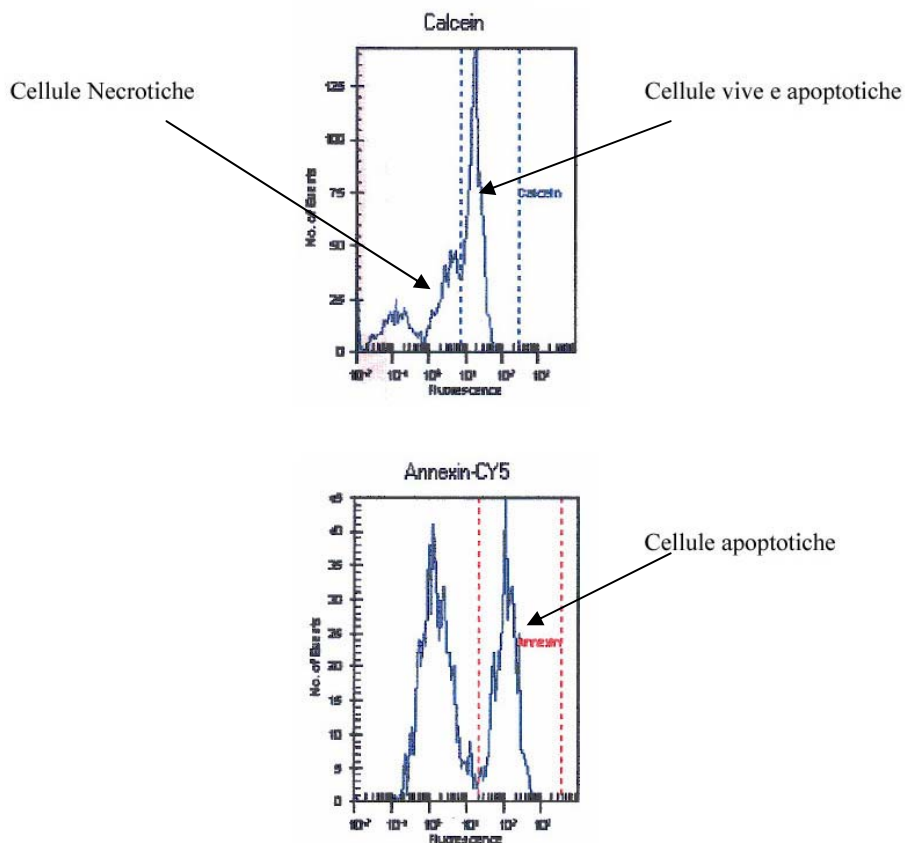 Calcein
Cellule Necrotiche
Cellule vive e apoptotiche
125
100
75
50
25
0
No. of Events
Calcein
Fluorescence
Annexin-CY5
Cellule apoptotiche
45
40
35
30
25
20
15
10
5
0
No. of Events
Annexin
Fluorescence